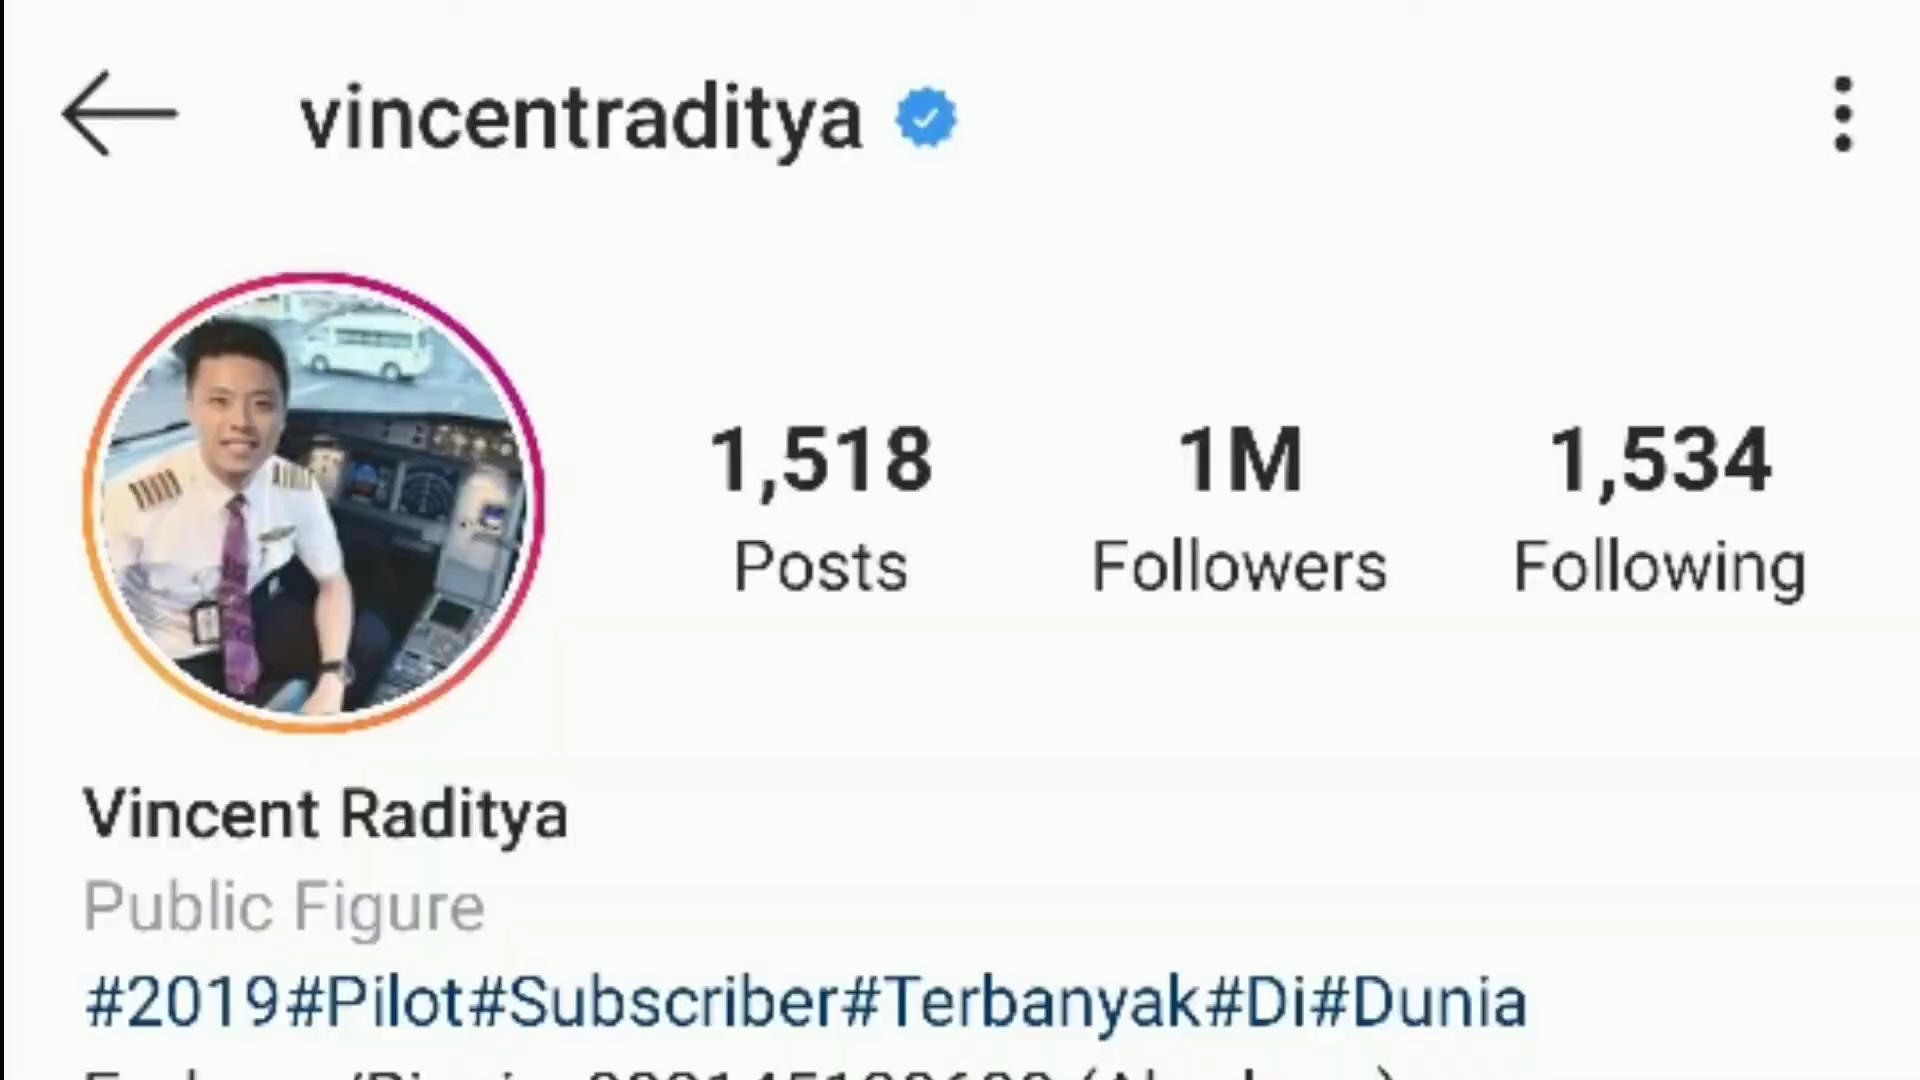 vincentraditya
1,518 1M 1,534
Posts Followers Following
Vincent Raditya
Public Figure
#2019#Pilot#Subscriber#Terbanyak#Di#Dunia